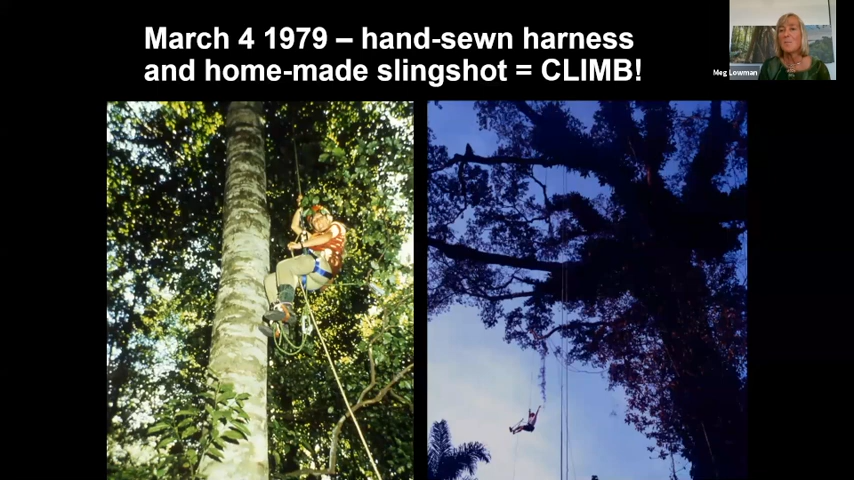 March 4 1979 – hand-sewn harness
and home-made slingshot = CLIMB!
Meg Lowman